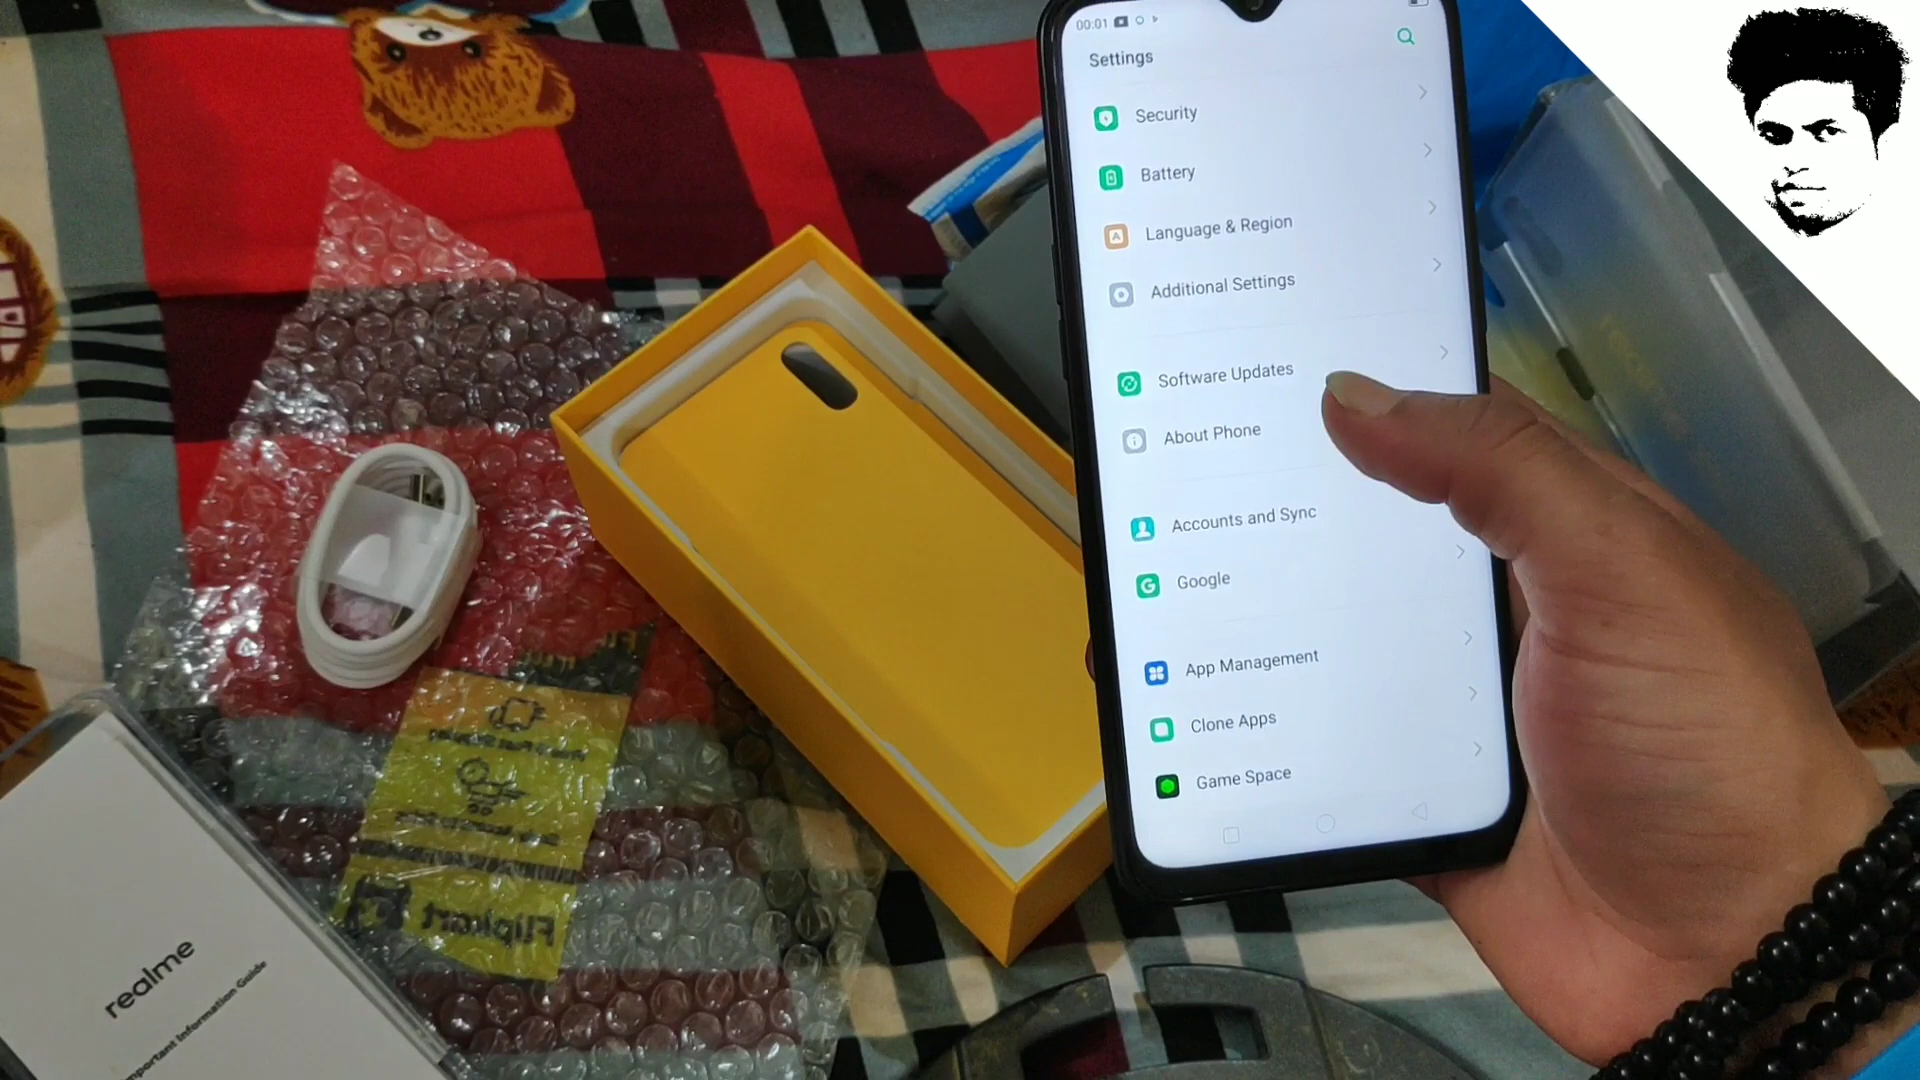 00:01
Settings
Security
Battery
Language & Region
Additional Settings
Software Updates
About Phone
Accounts and Sync
Google
App Management
Clone Apps
Game Space
Flipkart
realme
Important Information Guide